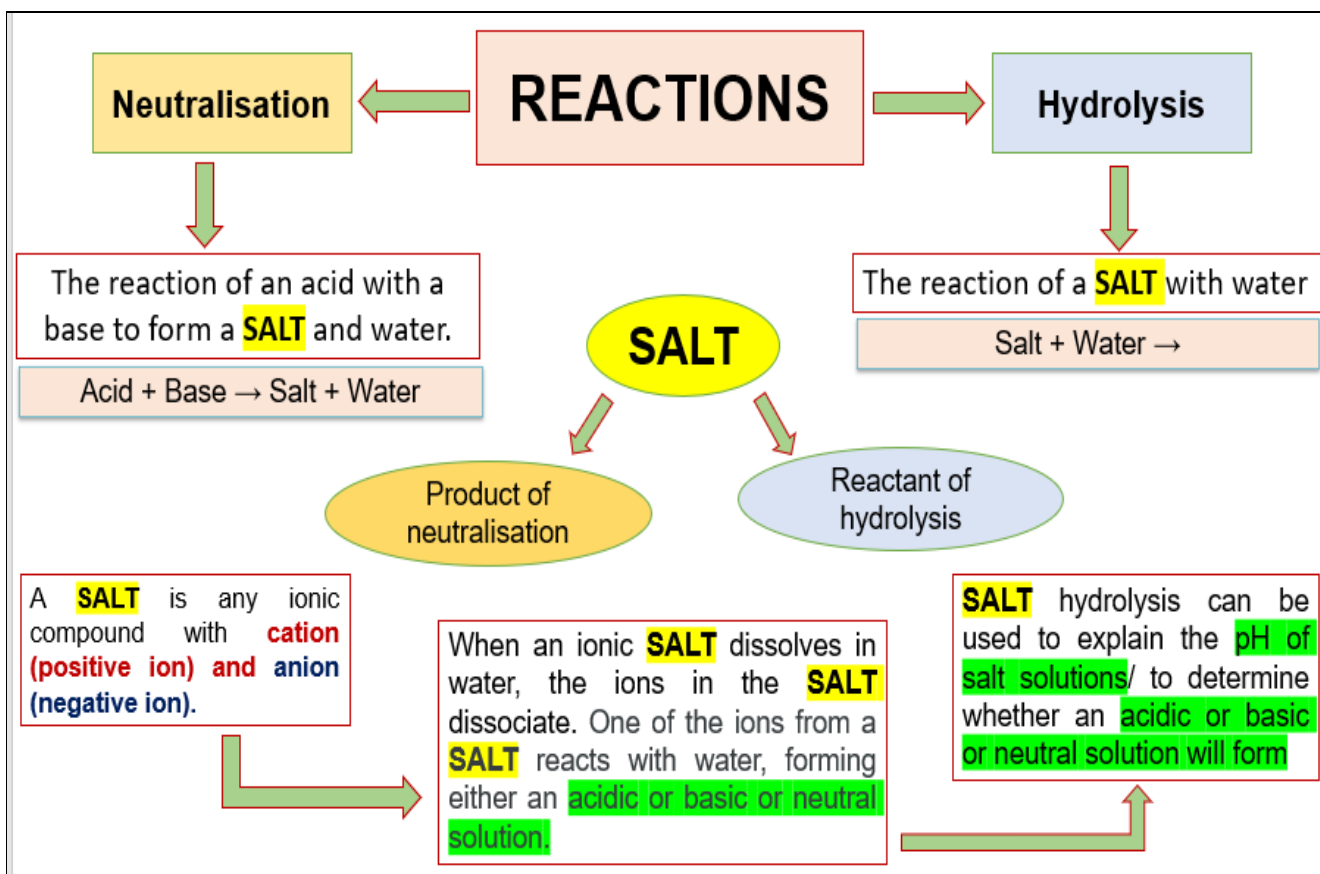 REACTIONS
Neutralisation
Hydrolysis
The reaction of an acid with a
base to form a SALT and water.
Acid + Base → Salt + Water
The reaction of a SALT with water
Salt + Water →
SALT
Product of
neutralisation
Reactant of
hydrolysis
A SALT is any ionic
compound with cation
(positive ion) and anion
(negative ion).
When an ionic SALT dissolves in
water, the ions in the SALT
dissociate. One of the ions from a
SALT reacts with water, forming
either an acidic or basic or neutral
solution.
SALT hydrolysis can be
used to explain the pH of
salt solutions/ to determine
whether an acidic or basic
or neutral solution will form